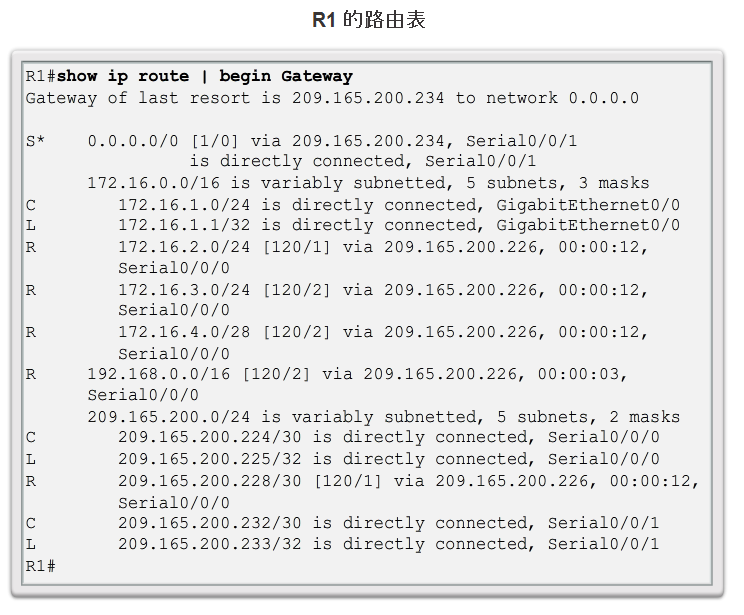 R1 的路由表
R1#show ip route | begin Gateway
Gateway of last resort is 209.165.200.234 to network 0.0.0.0
S* 0.0.0.0/0 [1/0] via 209.165.200.234, Serial0/0/1
is directly connected, Serial0/0/1
172.16.0.0/16 is variably subnetted, 5 subnets, 3 masks
C 172.16.1.0/24 is directly connected, GigabitEthernet0/0
L 172.16.1.1/32 is directly connected, GigabitEthernet0/0
R 172.16.2.0/24 [120/1] via 209.165.200.226, 00:00:12,
Serial0/0/0
R 172.16.3.0/24 [120/2] via 209.165.200.226, 00:00:12,
Serial0/0/0
R 172.16.4.0/28 [120/2] via 209.165.200.226, 00:00:12,
Serial0/0/0
R 192.168.0.0/16 [120/2] via 209.165.200.226, 00:00:03,
Serial0/0/0
209.165.200.0/24 is variably subnetted, 5 subnets, 2 masks
C 209.165.200.224/30 is directly connected, Serial0/0/0
L 209.165.200.225/32 is directly connected, Serial0/0/0
R 209.165.200.228/30 [120/1] via 209.165.200.226, 00:00:12,
Serial0/0/0
C 209.165.200.232/30 is directly connected, Serial0/0/1
L 209.165.200.233/32 is directly connected, Serial0/0/1
R1#